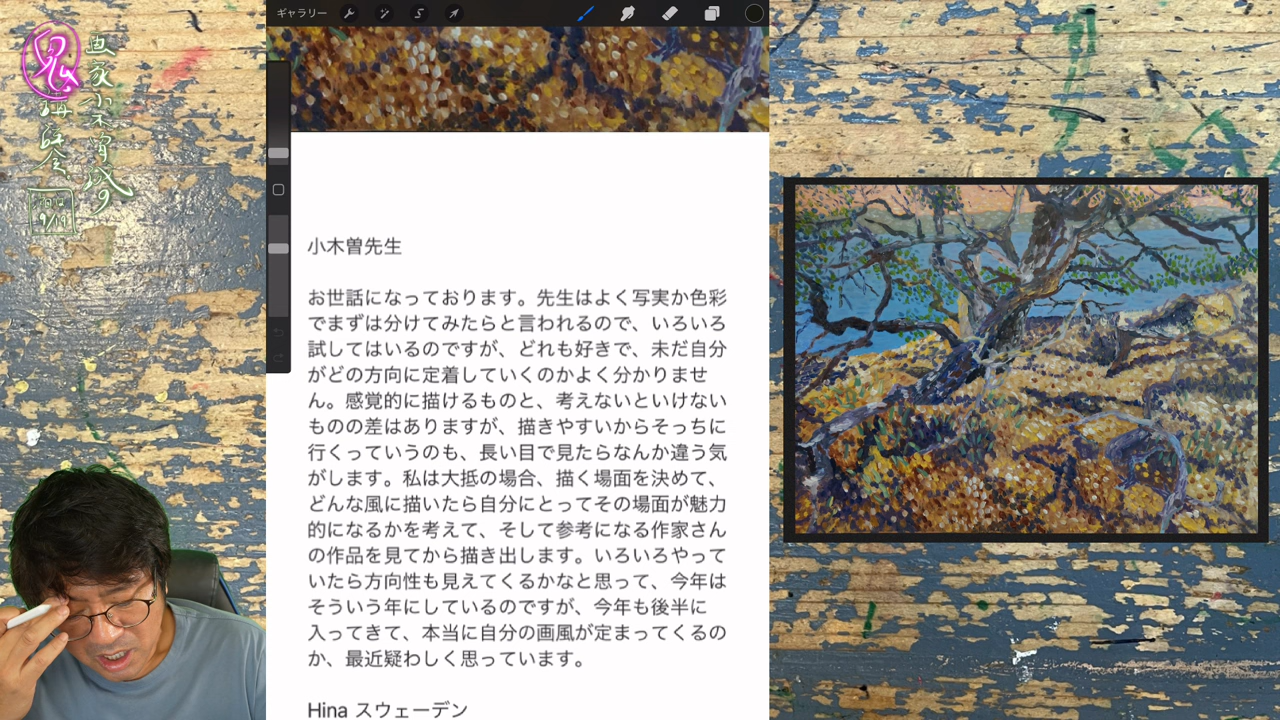 鬼
講評会
画家小木曽誠の
雨口
9/19
ギャラリー
小木曽先生
お世話になっております。先生はよく写実か色彩
でまずは分けてみたらと言われるので、いろいろ
試してはいるのですが、どれも好きで、未だ自分
がどの方向に定着していくのかよく分かりませ
ん。感覚的に描けるものと、考えないといけない
ものの差はありますが、描きやすいからそっちに
行くっていうのも、長い目で見たらなんか違う気
がします。私は大抵の場合、描く場面を決めて、
どんな風に描いたら自分にとってその場面が魅力
的になるかを考えて、そして参考になる作家さん
の作品を見てから描き出します。いろいろやって
いたら方向性も見えてくるかなと思って、今年は
そういう年にしているのですが、今年も後半に
入ってきて、本当に自分の画風が定まってくるの
か、最近疑わしく思っています。
Hina スウェーデン